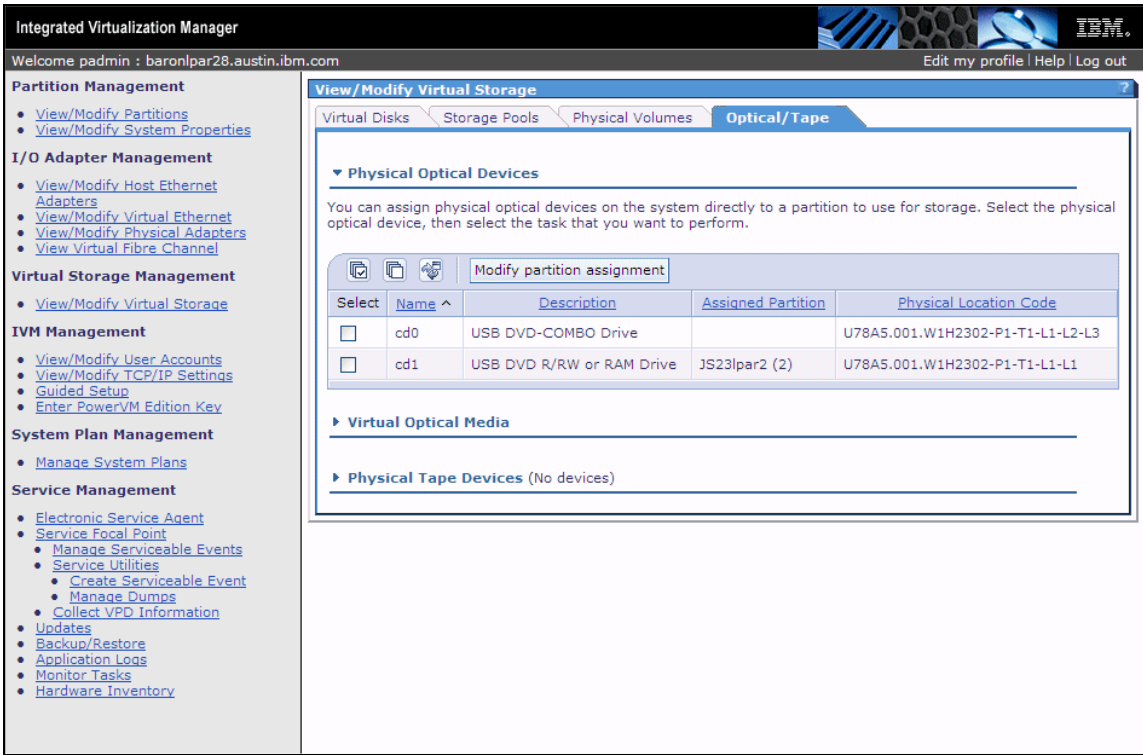 Integrated Virtualization Manager
IBM.
Welcome padmin : baronlpar28.austin.ibm.com
Edit my profile | Help | Log out
Partition Management
View/Modify Partitions
View/Modify System Properties
I/O Adapter Management
View/Modify Host Ethernet
Adapters
View/Modify Virtual Ethernet
View/Modify Physical Adapters
View Virtual Fibre Channel
Virtual Storage Management
View/Modify Virtual Storage
IVM Management
View/Modify User Accounts
View/Modify TCP/IP Settings
Guided Setup
Enter PowerVM Edition Key
System Plan Management
Manage System Plans
Service Management
Electronic Service Agent
Service Focal Point
Manage Serviceable Events
Service Utilities
Create Serviceable Event
Manage Dumps
Collect VPD Information
Updates
Backup/Restore
Application Logs
Monitor Tasks
Hardware Inventory
View/Modify Virtual Storage ?
Virtual Disks Storage Pools Physical Volumes Optical/Tape
Physical Optical Devices
You can assign physical optical devices on the system directly to a partition to use for storage. Select the physical
optical device, then select the task that you want to perform.
Modify partition assignment
Select Name ^ Description Assigned Partition Physical Location Code
cd0 USB DVD-COMBO Drive U78A5.001.W1H2302-P1-T1-L1-L2-L3
cd1 USB DVD R/RW or RAM Drive JS23lpar2 (2) U78A5.001.W1H2302-P1-T1-L1-L1
Virtual Optical Media
Physical Tape Devices (No devices)